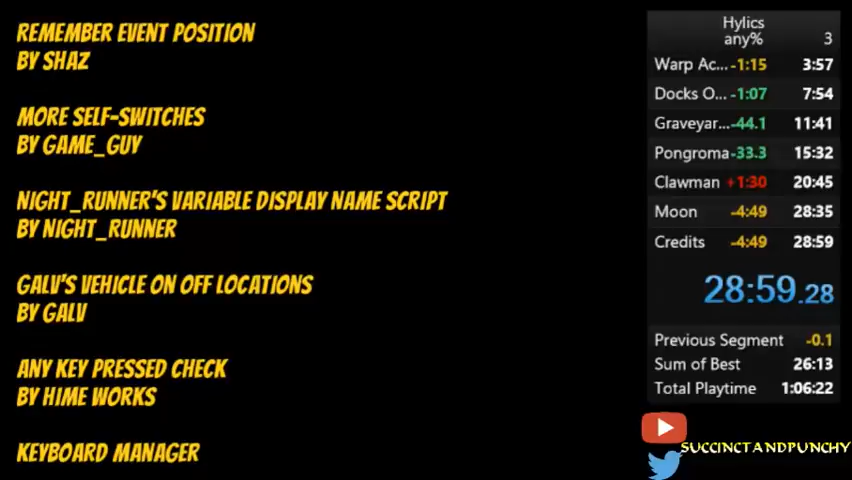 REMEMBER EVENT POSITION
BY SHAZ
MORE SELF-SWITCHES
BY GAME_GUY
NIGHT_RUNNER'S VARIABLE DISPLAY NAME SCRIPT
BY NIGHT_RUNNER
GALV'S VEHICLE ON OFF LOCATIONS
BY GALV
ANY KEY PRESSED CHECK
BY HIME WORKS
KEYBOARD MANAGER
Hylics
any% 3
Warp Ac... -1:15 3:57
Docks O... -1:07 7:54
Graveyar... -44.1 11:41
Pongroma -33.3 15:32
Clawman +1:30 20:45
Moon -4:49 28:35
Credits -4:49 28:59
28:59.28
Previous Segment -0.1
Sum of Best 26:13
Total Playtime 1:06:22
SUCCINCTANDPUNCHY